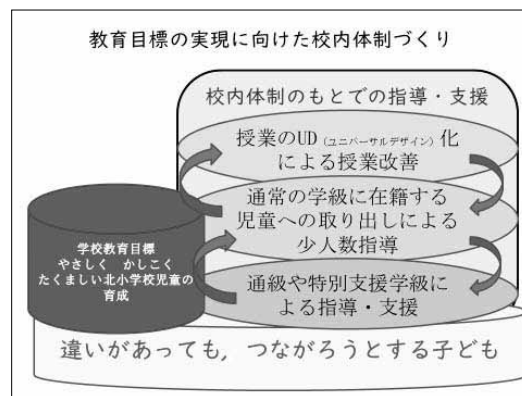 教育目標の実現に向けた校内体制づくり
校内体制のもとでの指導・支援
授業のUD(ユニバーサルデザイン)化
による授業改善
通常の学級に在籍する
児童への取り出しによる
少人数指導
通級や特別支援学級に
よる指導・支援
学校教育目標
やさしく かしこく
たくましい北小学校児童の
育成
違いがあっても,つながろうとする子ども